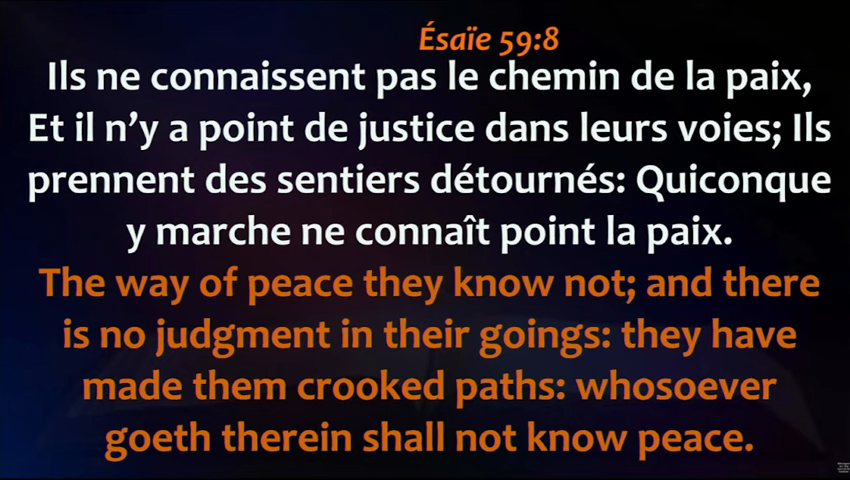 Ésaïe 59:8
Ils ne connaissent pas le chemin de la paix,
Et il n’y a point de justice dans leurs voies; Ils
prennent des sentiers détournés: Quiconque
y marche ne connaît point la paix.
The way of peace they know not; and there
is no judgment in their goings: they have
made them crooked paths: whosoever
goeth therein shall not know peace.